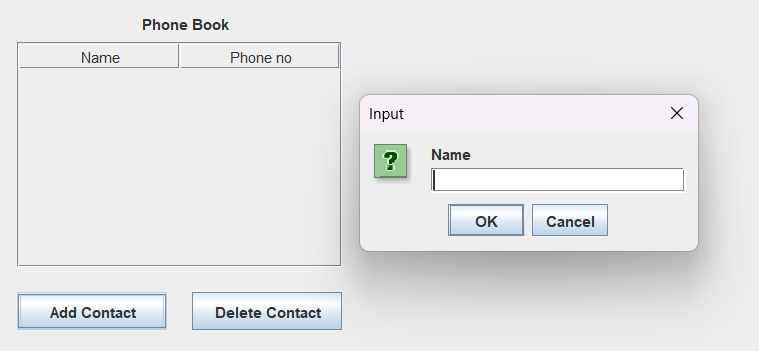 Phone Book
Name Phone no
Input
?
Name
OK Cancel
Add Contact Delete Contact